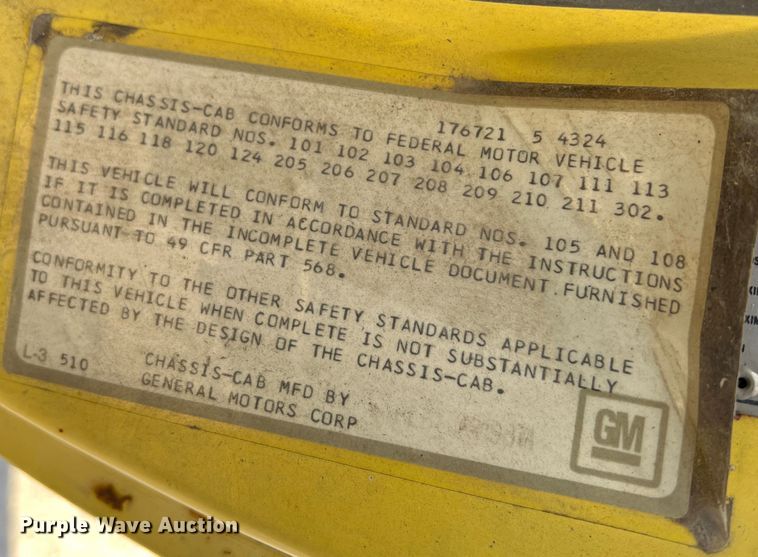 176721 5 4324
THIS CHASSIS-CAB CONFORMS TO FEDERAL MOTOR VEHICLE
SAFETY STANDARD NOS. 101 102 103 104 106 107 111 113
115 116 118 120 124 205 206 207 208 209 210 211 302.
THIS VEHICLE WILL CONFORM TO STANDARD NOS. 105 AND 108
IF IT IS COMPLETED IN ACCORDANCE WITH THE INSTRUCTIONS
CONTAINED IN THE INCOMPLETE VEHICLE DOCUMENT FURNISHED
PURSUANT TO 49 CFR PART 568.
CONFORMITY TO THE OTHER SAFETY STANDARDS APPLICABLE
TO THIS VEHICLE WHEN COMPLETE IS NOT SUBSTANTIALLY
AFFECTED BY THE DESIGN OF THE CHASSIS-CAB.
L-3 510
CHASSIS-CAB MFD BY
GENERAL MOTORS CORP
GM
Purple Wave Auction